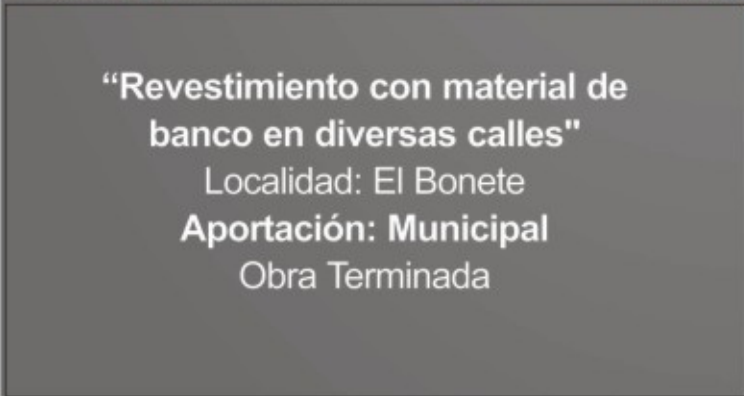 “Revestimiento con material de
banco en diversas calles"
Localidad: El Bonete
Aportación: Municipal
Obra Terminada